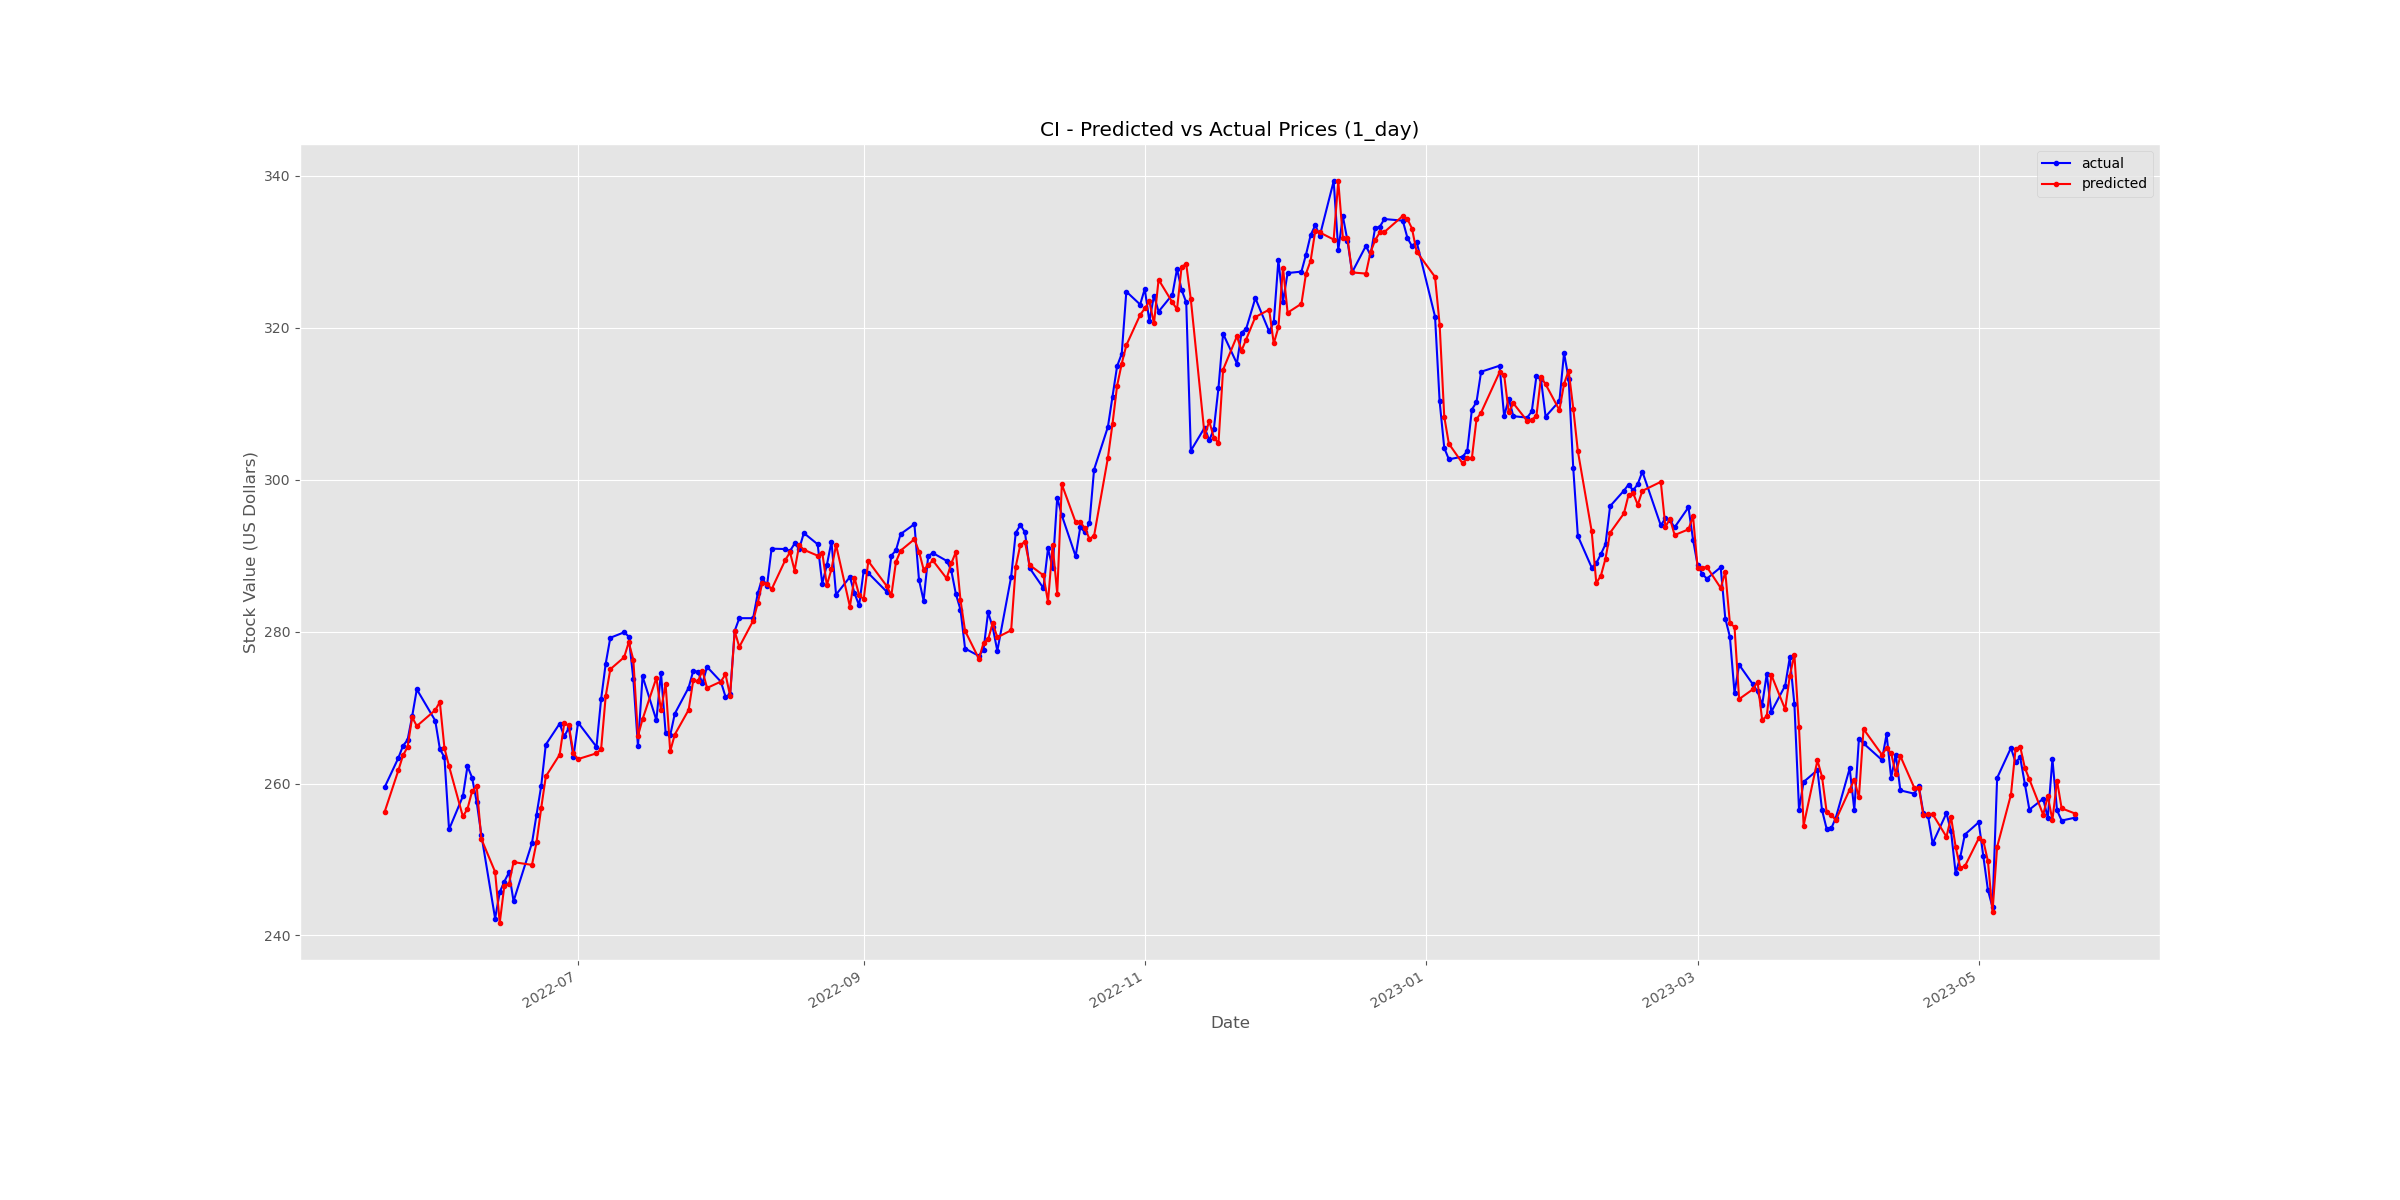 CI - Predicted vs Actual Prices (1_day)
actual
predicted
340
320
300
280
260
240
Stock Value (US Dollars)
2022-07
2022-09
2022-11
2023-01
2023-03
2023-05
Date